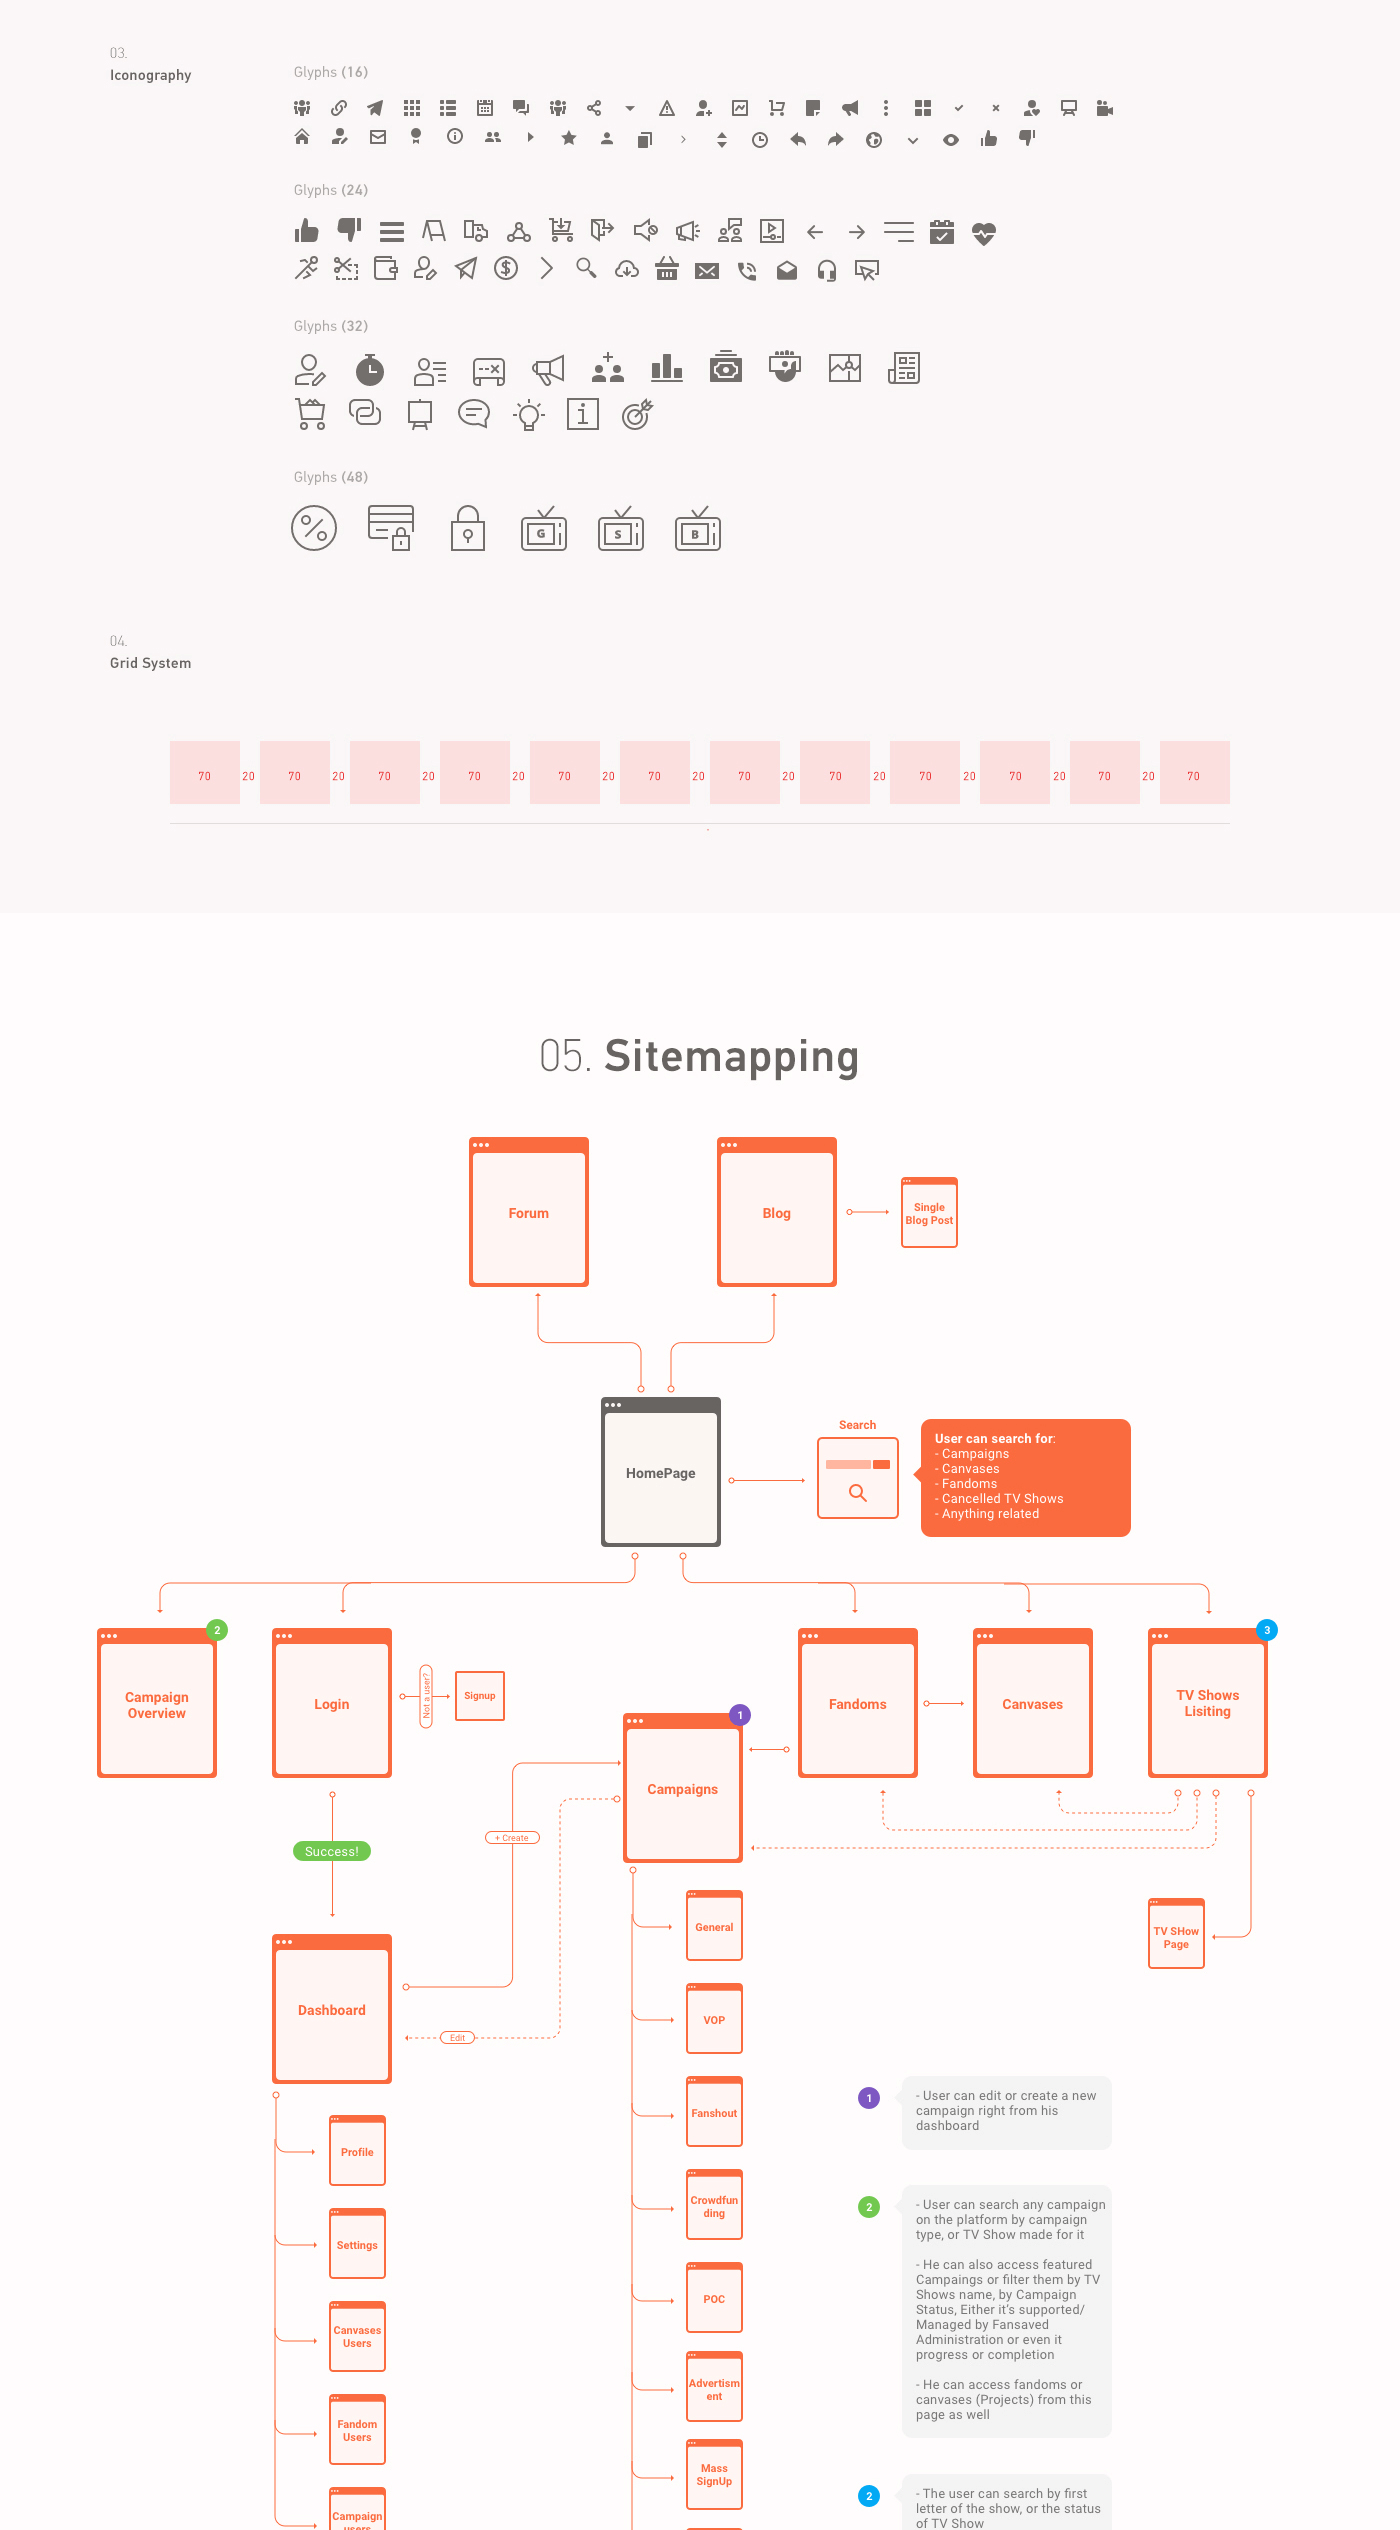 03.
Iconography
Glyphs (16)
Glyphs (24)
Glyphs (32)
Glyphs (48)
G
S
B
04.
Grid System
70 20 70 20 70 20 70 20 70 20 70 20 70 20 70 20 70 20 70 20 70 20 70
05. Sitemapping
Forum
Blog
Single
Blog Post
HomePage
Search
User can search for:
- Campaigns
- Canvases
- Fandoms
- Cancelled TV Shows
- Anything related
2
3
Campaign
Overview
Login
Not a user?
Signup
Fandoms
Canvases
TV Shows
Lisiting
1
Campaigns
+ Create
Success!
General
TV SHow
Page
Dashboard
Edit
VOP
Fanshout
Crowdfun
ding
POC
Advertism
ent
Mass
SignUp
Profile
Settings
Canvases
Users
Fandom
Users
Campaign
users
1
- User can edit or create a new
campaign right from his
dashboard
2
- User can search any campaign
on the platform by campaign
type, or TV Show made for it
- He can also access featured
Campaings or filter them by TV
Shows name, by Campaign
Status, Either it's supported/
Managed by Fansaved
Administration or even it
progress or completion
- He can access fandoms or
canvases (Projects) from this
page as well
2
- The user can search by first
letter of the show, or the status
of TV Show